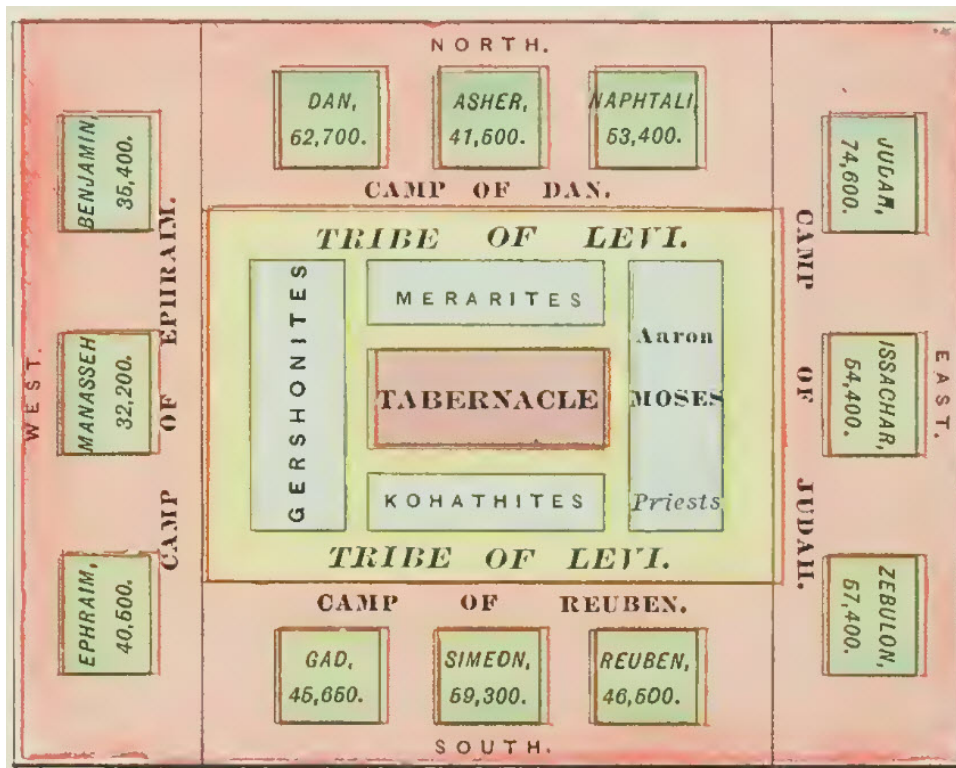 NORTH.
DAN,
62,700.
ASHER,
41,500.
NAPHTALI,
53,400.
CAMP OF DAN.
BENJAMIN,
35,400.
MANASSEH
32,200.
EPHRAIM,
40,500.
WEST.
CAMP OF EPHRAIM.
TRIBE OF LEVI.
GERSHONITES
MERARITES
TABERNACLE
KOHATHITES
Aaron
MOSES
Priests
TRIBE OF LEVI.
CAMP OF JUDAH.
JUDAH,
74,600.
ISSACHAR,
54,400.
ZEBULON,
57,400.
EAST.
CAMP OF REUBEN.
GAD,
45,650.
SIMEON,
59,300.
REUBEN,
46,500.
SOUTH.